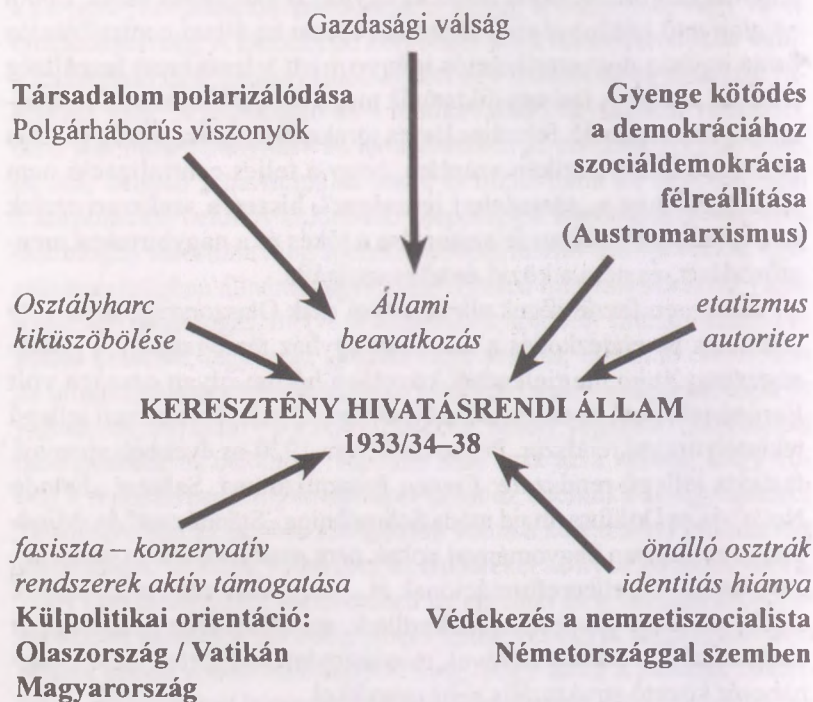 Gazdasági válság
Társadalom polarizálódása
Polgárháborús viszonyok
Gyenge kötődés
a demokráciához
szociáldemokrácia
félreállítása
(Austromarxismus)
Osztályharc
kiküszöbölése
Állami
beavatkozás
etatizmus
autoriter
KERESZTÉNY HIVATÁSRENDI ÁLLAM
1933/34–38
fasiszta – konzervatív
rendszerek aktív támogatása
Külpolitikai orientáció:
Olaszország / Vatikán
Magyarország
önálló osztrák
identitás hiánya
Védekezés a nemzetiszocialista
Németországgal szemben